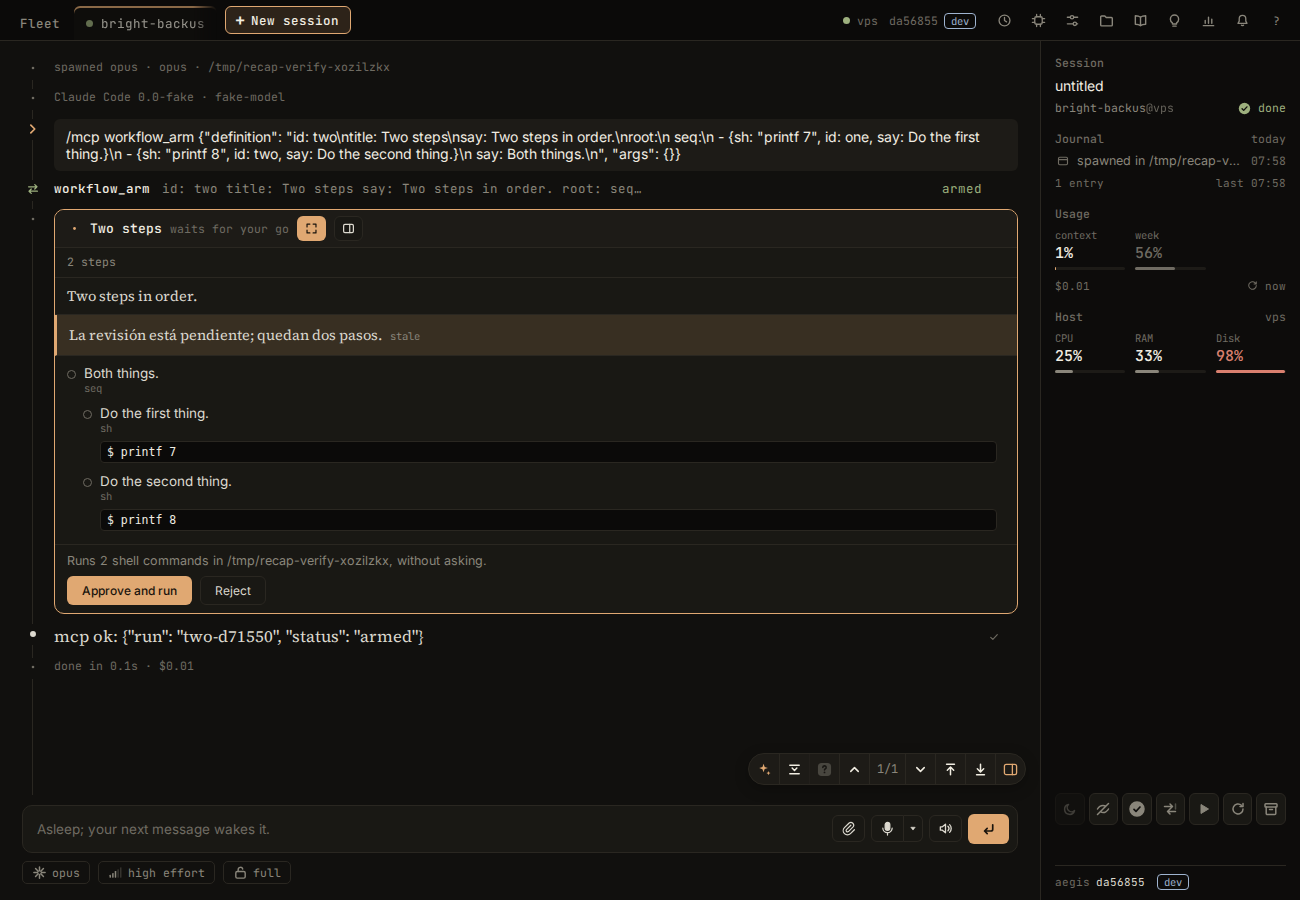 Fleet
bright-backus
+ New session
vps da56855 dev
?
spawned opus · opus · /tmp/recap-verify-xozilzkx
Claude Code 0.0-fake · fake-model
/mcp workflow_arm {"definition": "id: two\ntitle: Two steps\nsay: Two steps in order.\nroot:\n seq:\n - {sh: "printf 7", id: one, say: Do the first
thing.}\n - {sh: "printf 8", id: two, say: Do the second thing.}\n say: Both things.\n", "args": {}}
workflow_arm id: two title: Two steps say: Two steps in order. root: seq… armed
Two steps waits for your go
2 steps
Two steps in order.
La revisión está pendiente; quedan dos pasos. stale
Both things.
seq
Do the first thing.
sh
$ printf 7
Do the second thing.
sh
$ printf 8
Runs 2 shell commands in /tmp/recap-verify-xozilzkx, without asking.
Approve and run
Reject
mcp ok: {"run": "two-d71550", "status": "armed"}
done in 0.1s · $0.01
?
1/1
Asleep; your next message wakes it.
opus
high effort
full
Session
untitled
bright-backus@vps done
Journal today
spawned in /tmp/recap-v… 07:58
1 entry last 07:58
Usage
context week
1% 56%
$0.01 now
Host vps
CPU RAM Disk
25% 33% 98%
aegis da56855 dev